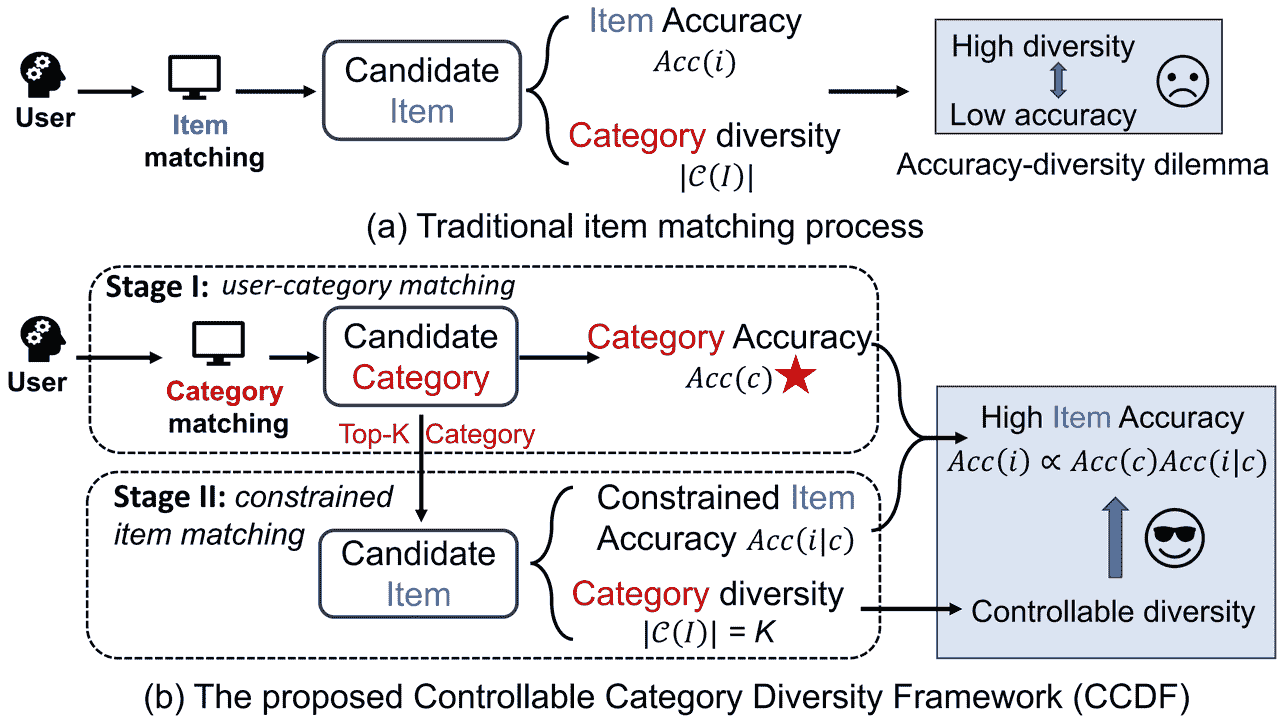 User
Item
matching
Candidate
Item
Item Accuracy
Acc(i)
Category diversity
|𝒞(I)|
High diversity
Low accuracy
Accuracy-diversity dilemma
(a) Traditional item matching process
Stage I: user-category matching
User
Category
matching
Candidate
Category
Category Accuracy
Acc(c)
Top-K Category
Stage II: constrained
item matching
Candidate
Item
Constrained Item
Accuracy Acc(i|c)
Category diversity
|𝒞(I)| = K
High Item Accuracy
Acc(i) ∝ Acc(c)Acc(i|c)
Controllable diversity
(b) The proposed Controllable Category Diversity Framework (CCDF)